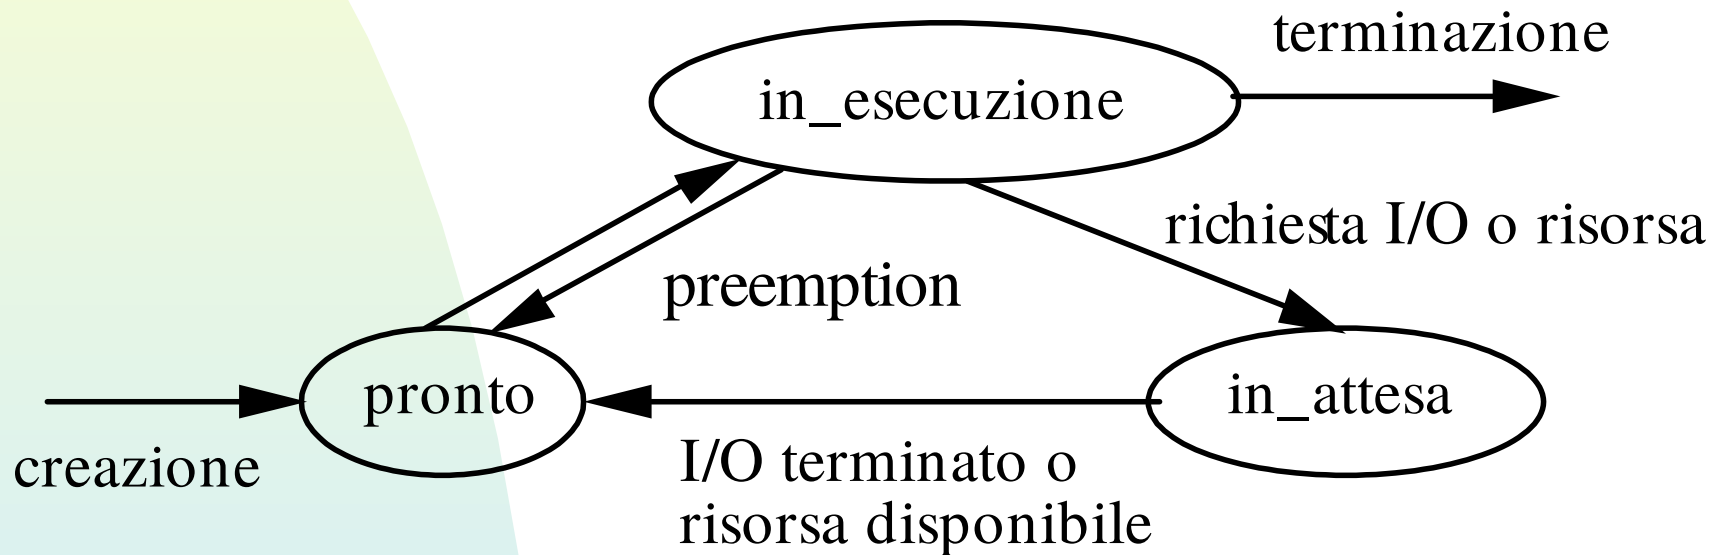 terminazione
in_esecuzione
richiesta I/O o risorsa
preemption
pronto
in_attesa
creazione
I/O terminato o
risorsa disponibile